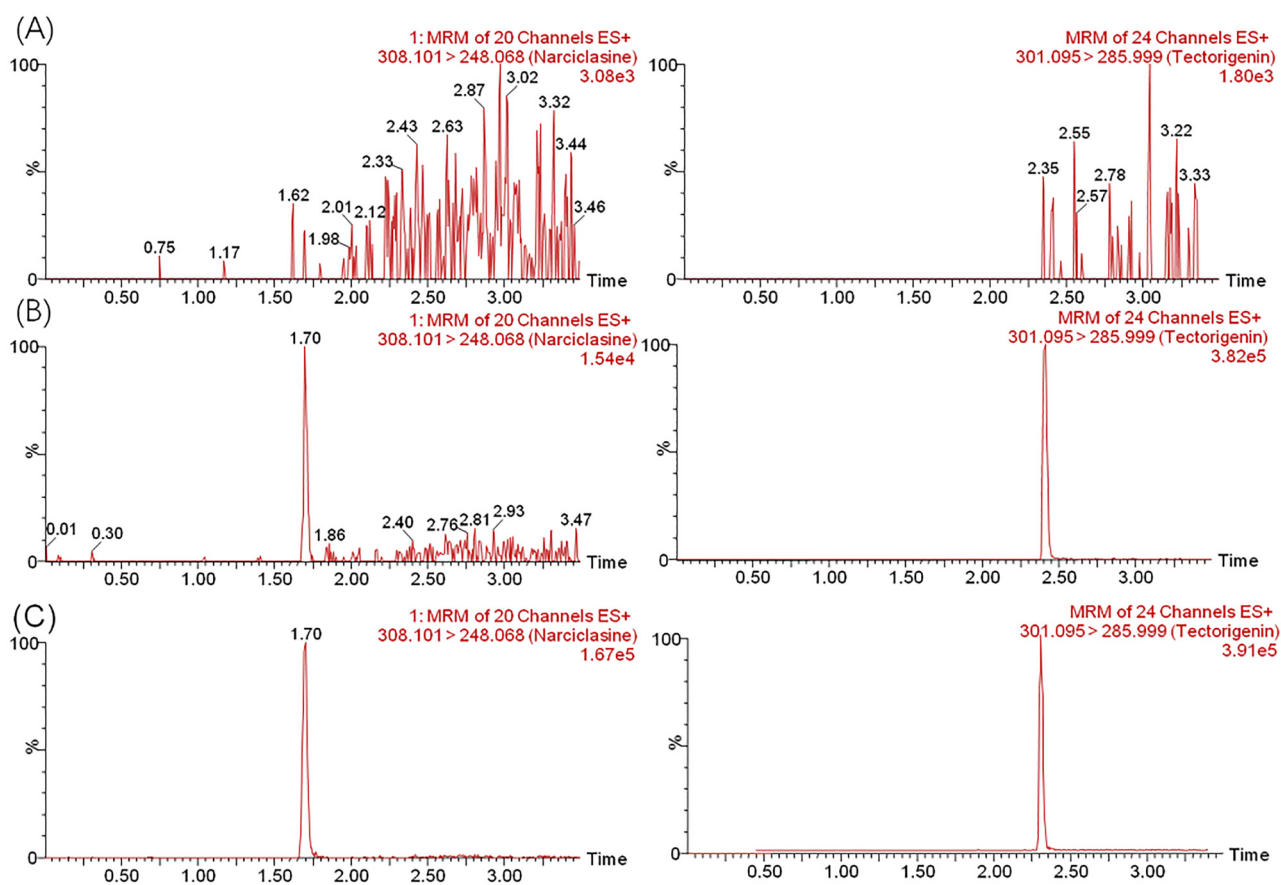 (A)
1: MRM of 20 Channels ES+
308.101 > 248.068 (Narciclasine)
3.08e3
100
%
0
0.75
1.17
1.62
1.98
2.01
2.12
2.33
2.43
2.63
2.87
3.02
3.32
3.44
3.46
0.50 1.00 1.50 2.00 2.50 3.00 Time
MRM of 24 Channels ES+
301.095 > 285.999 (Tectorigenin)
1.80e3
100
%
0
2.35
2.55
2.57
2.78
3.22
3.33
0.50 1.00 1.50 2.00 2.50 3.00 Time
(B)
1: MRM of 20 Channels ES+
308.101 > 248.068 (Narciclasine)
1.54e4
100
%
0
0.01
0.30
1.70
1.86
2.40
2.76
2.81
2.93
3.47
0.50 1.00 1.50 2.00 2.50 3.00 Time
MRM of 24 Channels ES+
301.095 > 285.999 (Tectorigenin)
3.82e5
100
%
0
0.50 1.00 1.50 2.00 2.50 3.00 Time
(C)
1: MRM of 20 Channels ES+
308.101 > 248.068 (Narciclasine)
1.67e5
100
%
0
1.70
0.50 1.00 1.50 2.00 2.50 3.00 Time
MRM of 24 Channels ES+
301.095 > 285.999 (Tectorigenin)
3.91e5
100
%
0
0.50 1.00 1.50 2.00 2.50 3.00 Time